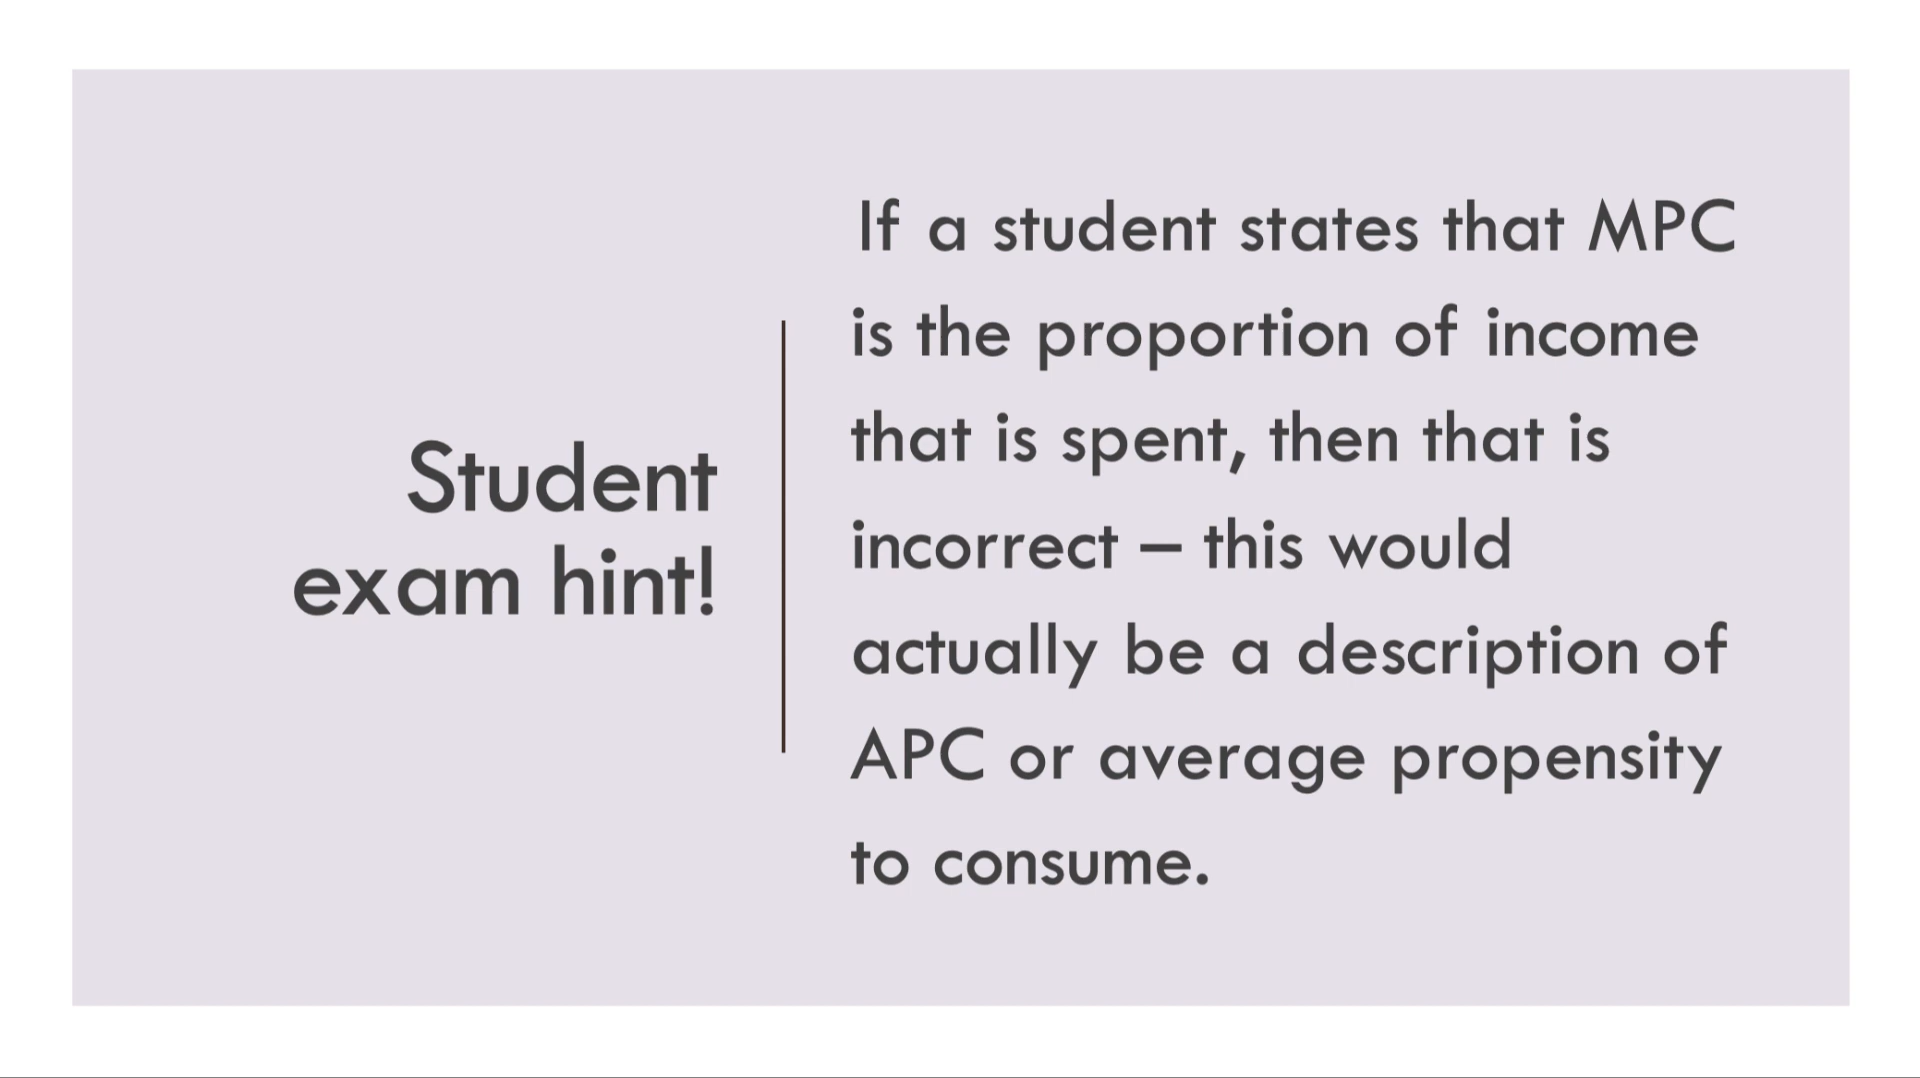 Student
exam hint!
If a student states that MPC
is the proportion of income
that is spent, then that is
incorrect – this would
actually be a description of
APC or average propensity
to consume.